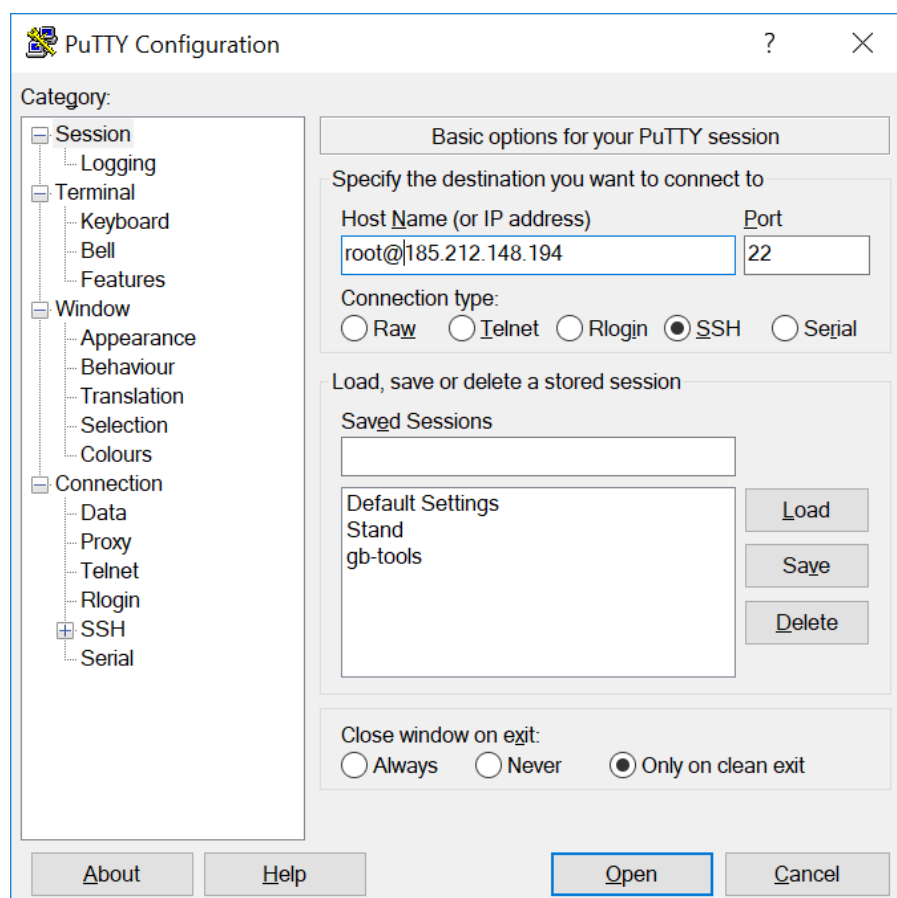 PuTTY Configuration
?
Category:
Session
Logging
Terminal
Keyboard
Bell
Features
Window
Appearance
Behaviour
Translation
Selection
Colours
Connection
Data
Proxy
Telnet
Rlogin
SSH
Serial
Basic options for your PuTTY session
Specify the destination you want to connect to
Host Name (or IP address) Port
root@185.212.148.194 22
Connection type:
Raw Telnet Rlogin SSH Serial
Load, save or delete a stored session
Saved Sessions
Default Settings
Stand
gb-tools
Load
Save
Delete
Close window on exit:
Always Never Only on clean exit
About Help Open Cancel